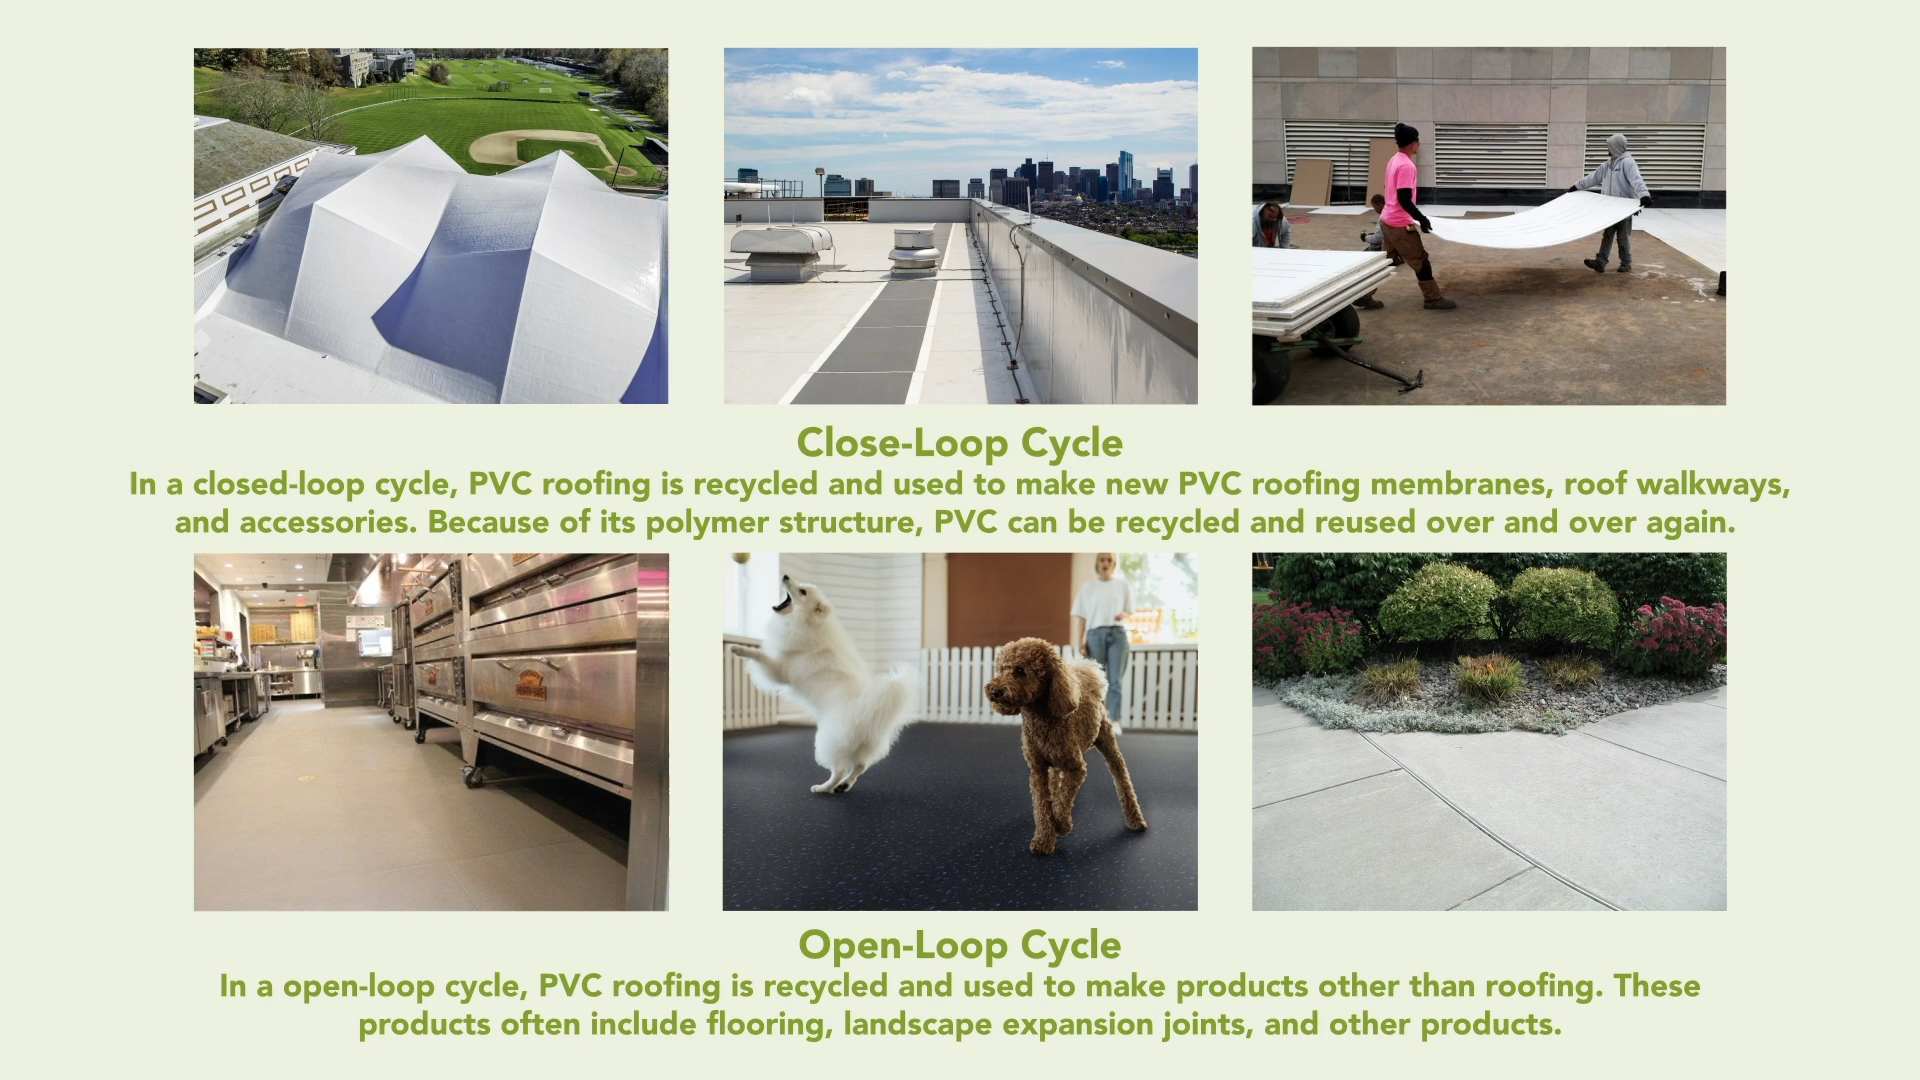 Close-Loop Cycle
In a closed-loop cycle, PVC roofing is recycled and used to make new PVC roofing membranes, roof walkways,
and accessories. Because of its polymer structure, PVC can be recycled and reused over and over again.
Open-Loop Cycle
In a open-loop cycle, PVC roofing is recycled and used to make products other than roofing. These
products often include flooring, landscape expansion joints, and other products.